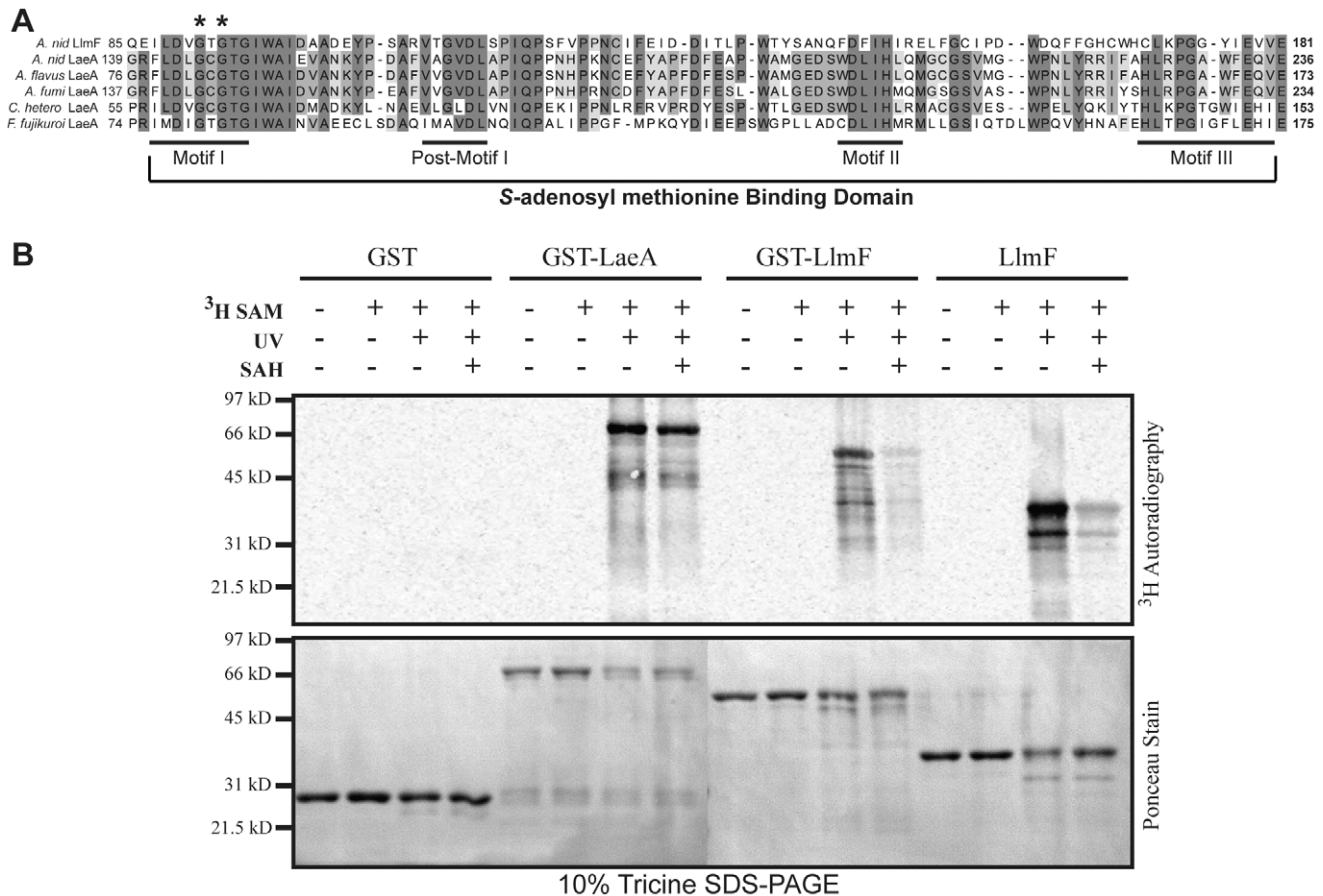 A
* *
A. nid LlmF 85 QEILDVGTGTGIWAIDAADEYP-SARVTGVDLSPIQPSFVPPNCIFEID-DITLP-WTYSANQFDFIHIRELFGCIPD--WDQFFGHCWHCLKPGG-YIEVVE 181
A. nid LaeA 139 GRFLDLGCGTGIWAIEVANKYP-DAFVAGVDLAPIQPPNHPKNCEFYAPFDFEAP-WAMGEDSWDLIHLQMGCGSVMG--WPNLYRRIFAHLRPGA-WFEQVE 236
A. flavus LaeA 76 GRFLDLGCGTGIWAIDVANKYP-EAFVVGVDLSPIQPSNHPKNCEFYAPFDFESP-WAMGEDSWDLIHLQMGCGSVMG--WPNLYRRIFAHLRPGA-WFEQVE 173
A. fumi LaeA 137 GRFLDLGCGTGIWAIDVANKYP-EAFVVGVDLAPIQPPNHPRNCDFYAPFDFESL-WALGEDSWDLIHMQMGSGSVAS--WPNLYRRIFSHLRPGA-WFEQVE 234
C. hetero LaeA 55 PRILDVGCGTGIWAIDMADKYL-NAEVLGLDLVNIQPEKIPPNLRFRVPRDYESP-WTLGEDSWDLIHLRMACGSVES--WPELYQKIYTHLKPGTGWIEHIE 153
F. fujikuroi LaeA 74 PRIMDIGTGTGIWAINVAEECLSDAQIMAVDLNQIQPALIPPGF-MPKQYDIEEPSWGPLLADCDLIHMRMLLGSIQTDLWPQVYHNAFEHLTPGIGFLEHIE 175
Motif I Post-Motif I Motif II Motif III
S-adenosyl methionine Binding Domain
B
GST GST-LaeA GST-LlmF LlmF
³H SAM - + + + - + + + - + + + - + + +
UV - - + + - - + + - - + + - - + +
SAH - - - + - - - + - - - + - - - +
97 kD
66 kD
45 kD
31 kD
21.5 kD
³H Autoradiography
97 kD
66 kD
45 kD
31 kD
21.5 kD
Ponceau Stain
10% Tricine SDS-PAGE